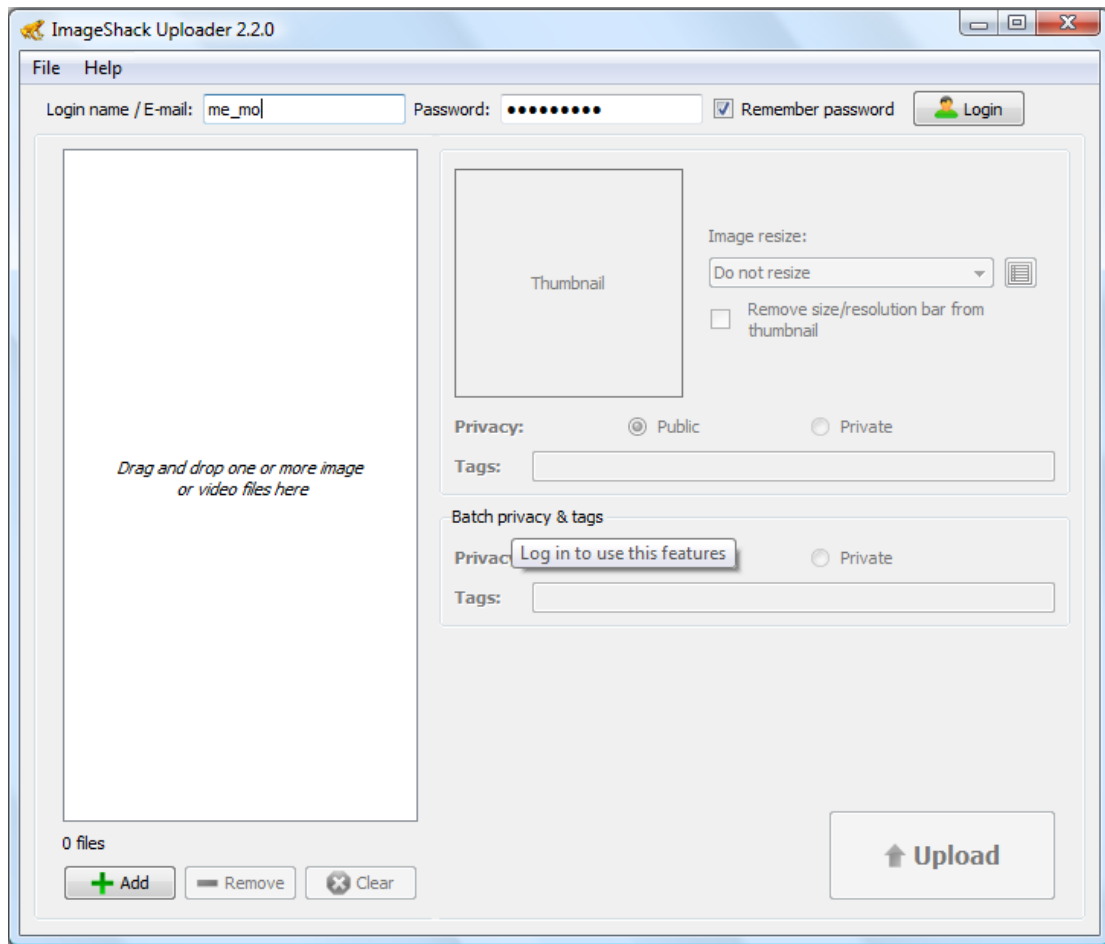 ImageShack Uploader 2.2.0
File Help
Login name / E-mail: me_mo Password: ●●●●●●●●● Remember password Login
Thumbnail
Image resize:
Do not resize
Remove size/resolution bar from
thumbnail
Privacy: Public Private
Tags:
Drag and drop one or more image
or video files here
Batch privacy & tags
Privac Log in to use this features Private
Tags:
0 files
Add Remove Clear
Upload